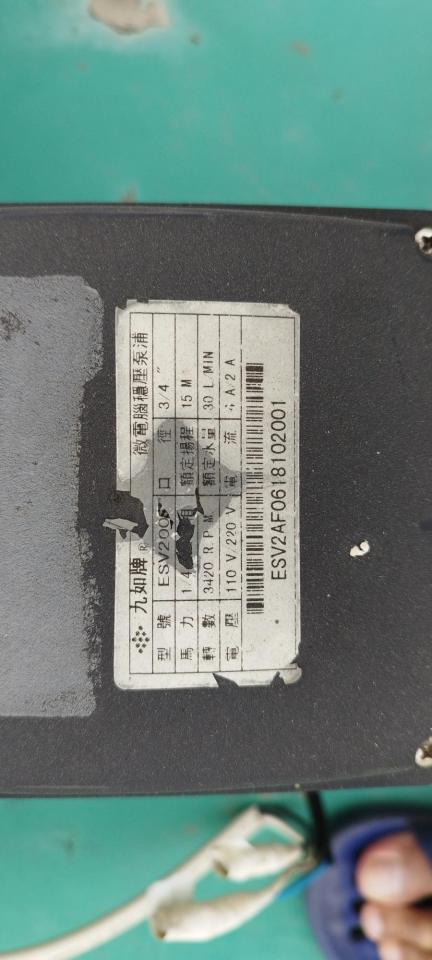 九如牌 R 微電腦穩壓泵浦
型號 ESV200 口徑 3/4"
馬力 1/4 額定揚程 15 M
轉數 3420 R.P.M 額定水量 30 L/MIN
電壓 110 V/220 V 電流 A/2 A
ESV2AF0618102001